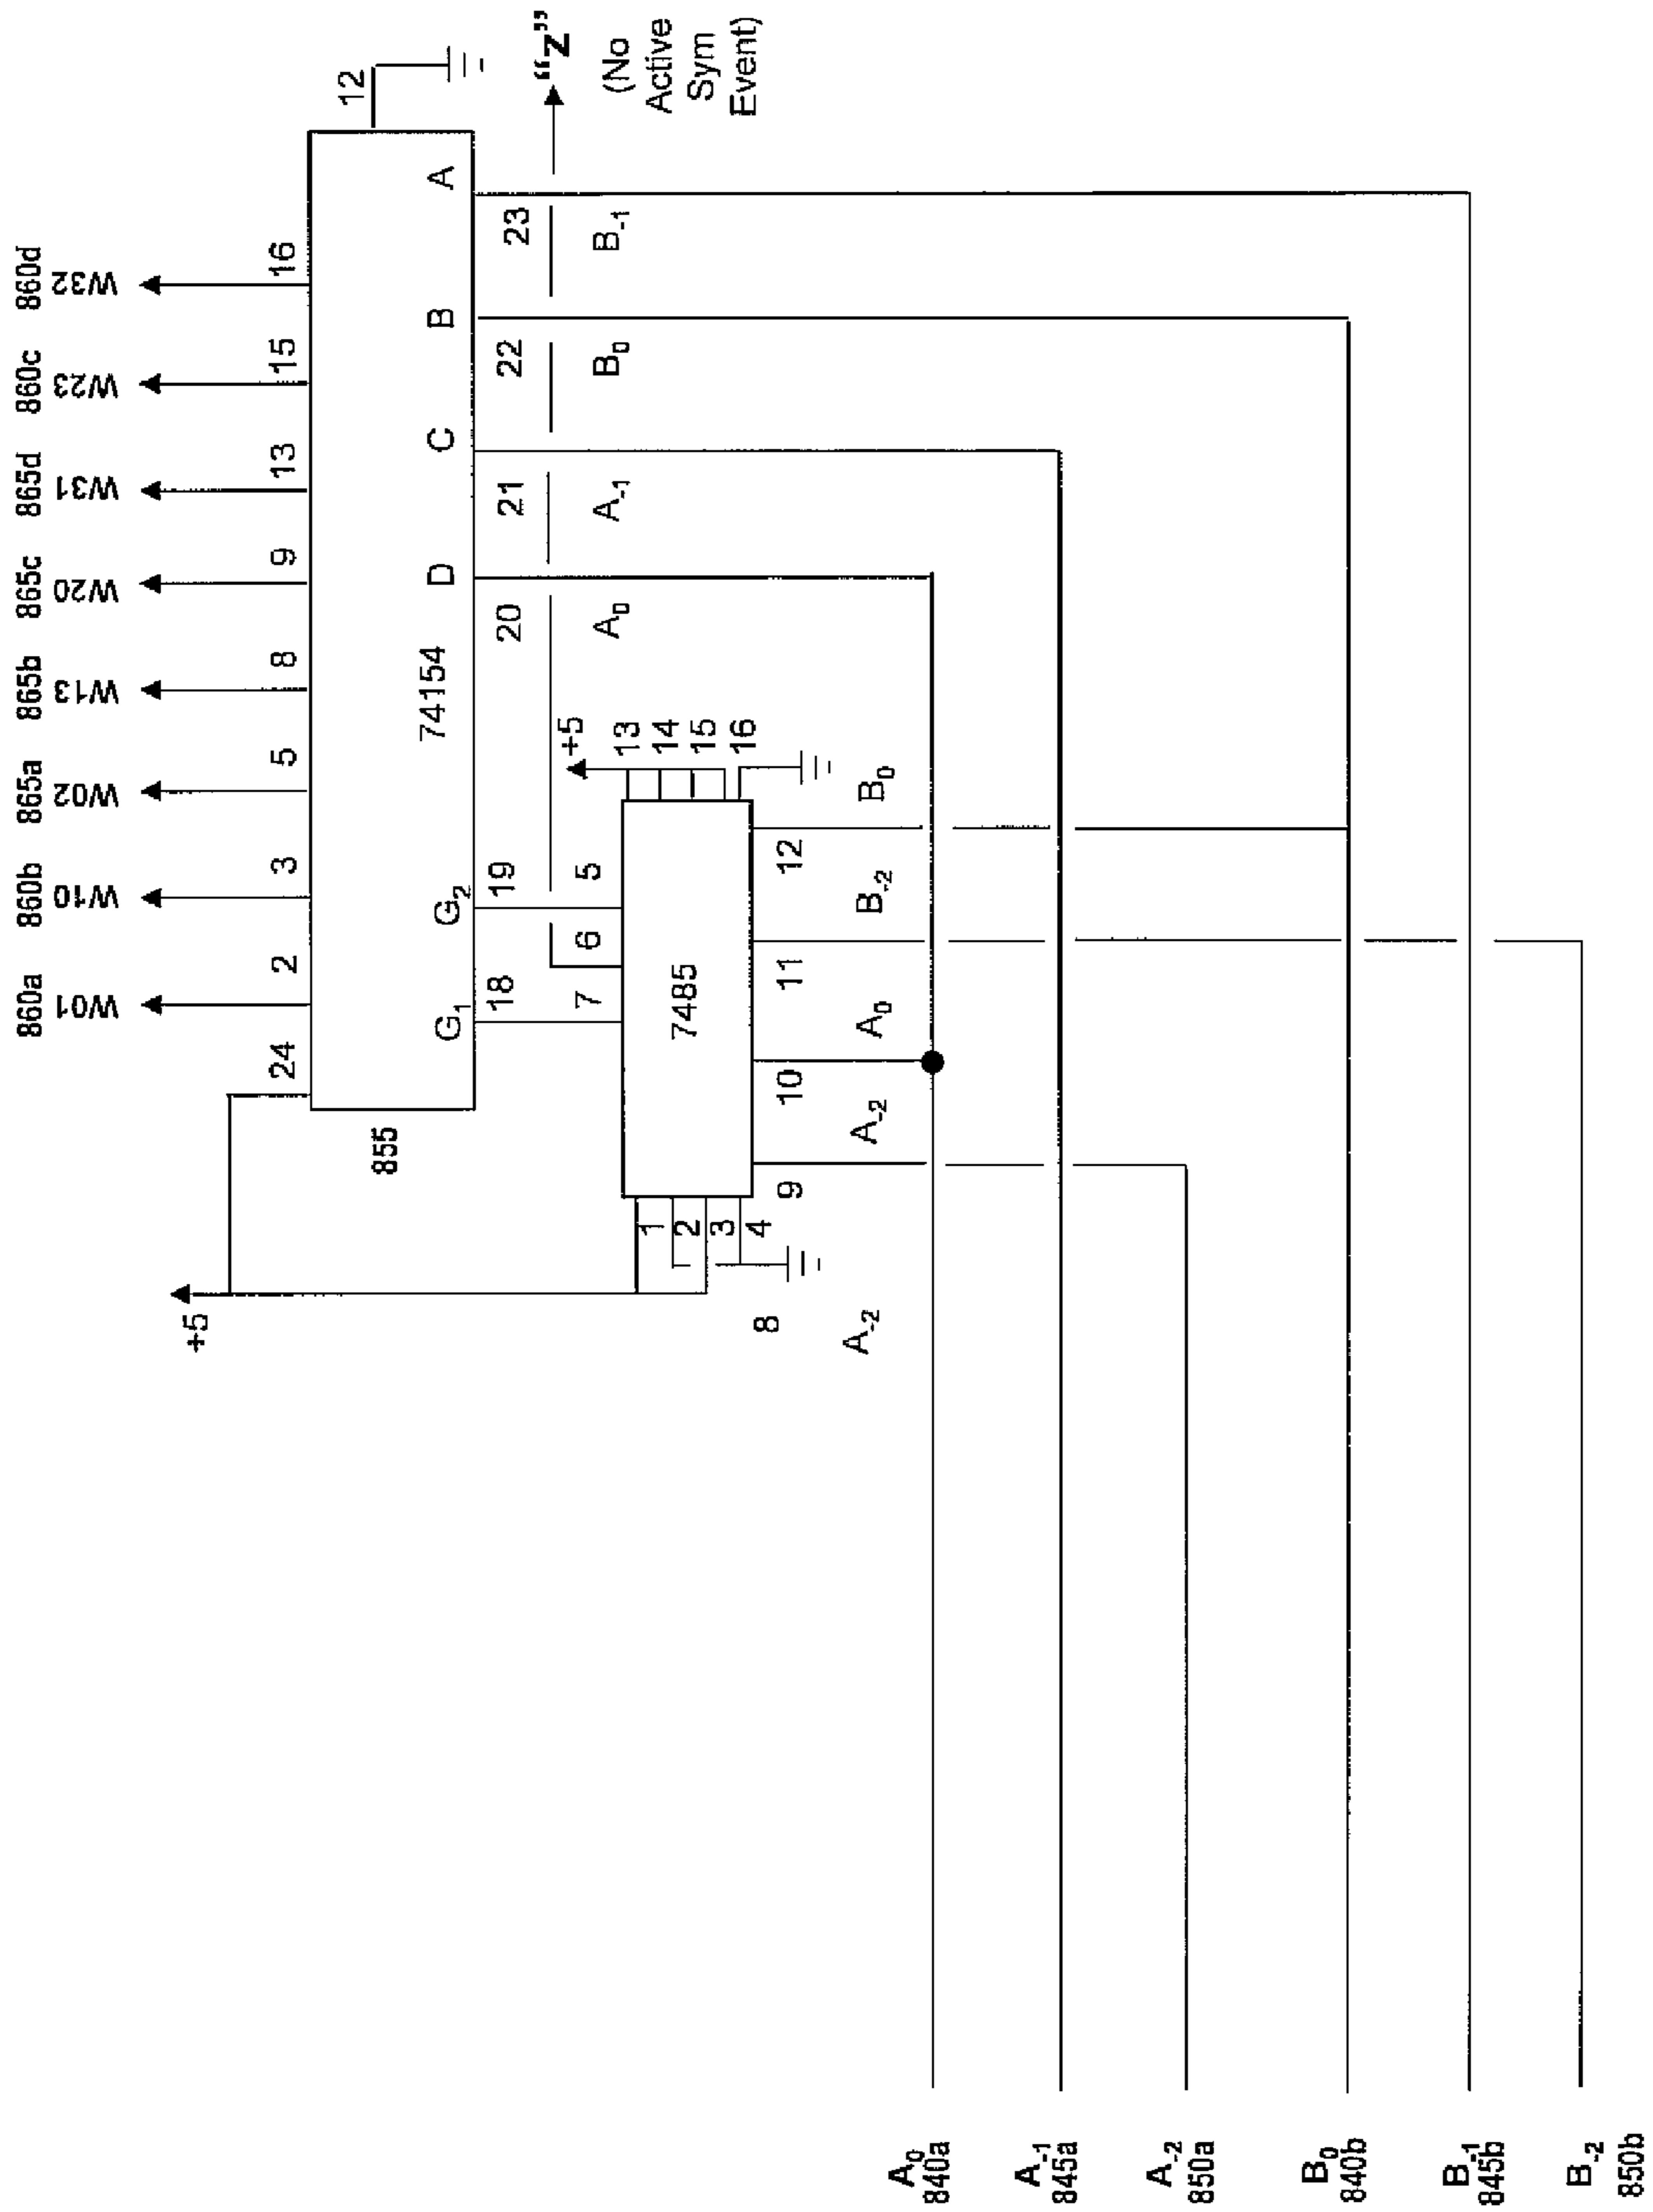 860a 860b 865a 865b 865c 865d 860c 860d
W01 W10 W02 W13 W20 W31 W23 W32
24 2 3 5 8 9 13 15 16
12
+5
855
74154
G1 G2 D C B A
18 19 20 21 22 23
"z"
(No
Active
Sym
Event)
A0 A-1 B0 B-1
7 6 5
+5
7485
1
2
3
4
13
14
15
16
8 9 10 11 12
A-2 A-2 A0 B-2 B0
A0
840a
A-1
845a
A-2
850a
B0
840b
B-1
845b
B-2
850b